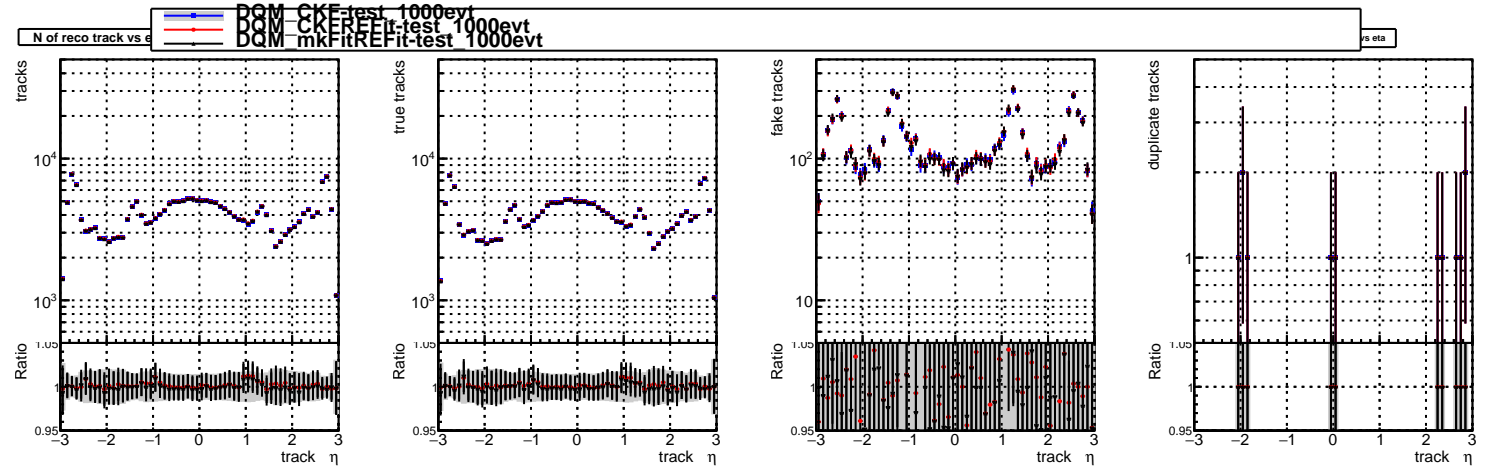 DQM_CKF-test_1000evt
DQM_CKFREFit-test_1000evt
DQM_mkFitREFit-test_1000evt
N of reco track vs e
vs eta
tracks
10⁴
10³
Ratio
1.05
1
0.95
−3 −2 −1 0 1 2 3
track η
true tracks
10⁴
10³
Ratio
1.05
1
0.95
−3 −2 −1 0 1 2 3
track η
fake tracks
10²
10
Ratio
1.05
1
0.95
−3 −2 −1 0 1 2 3
track η
duplicate tracks
1
Ratio
1.05
1
0.95
−3 −2 −1 0 1 2 3
track η